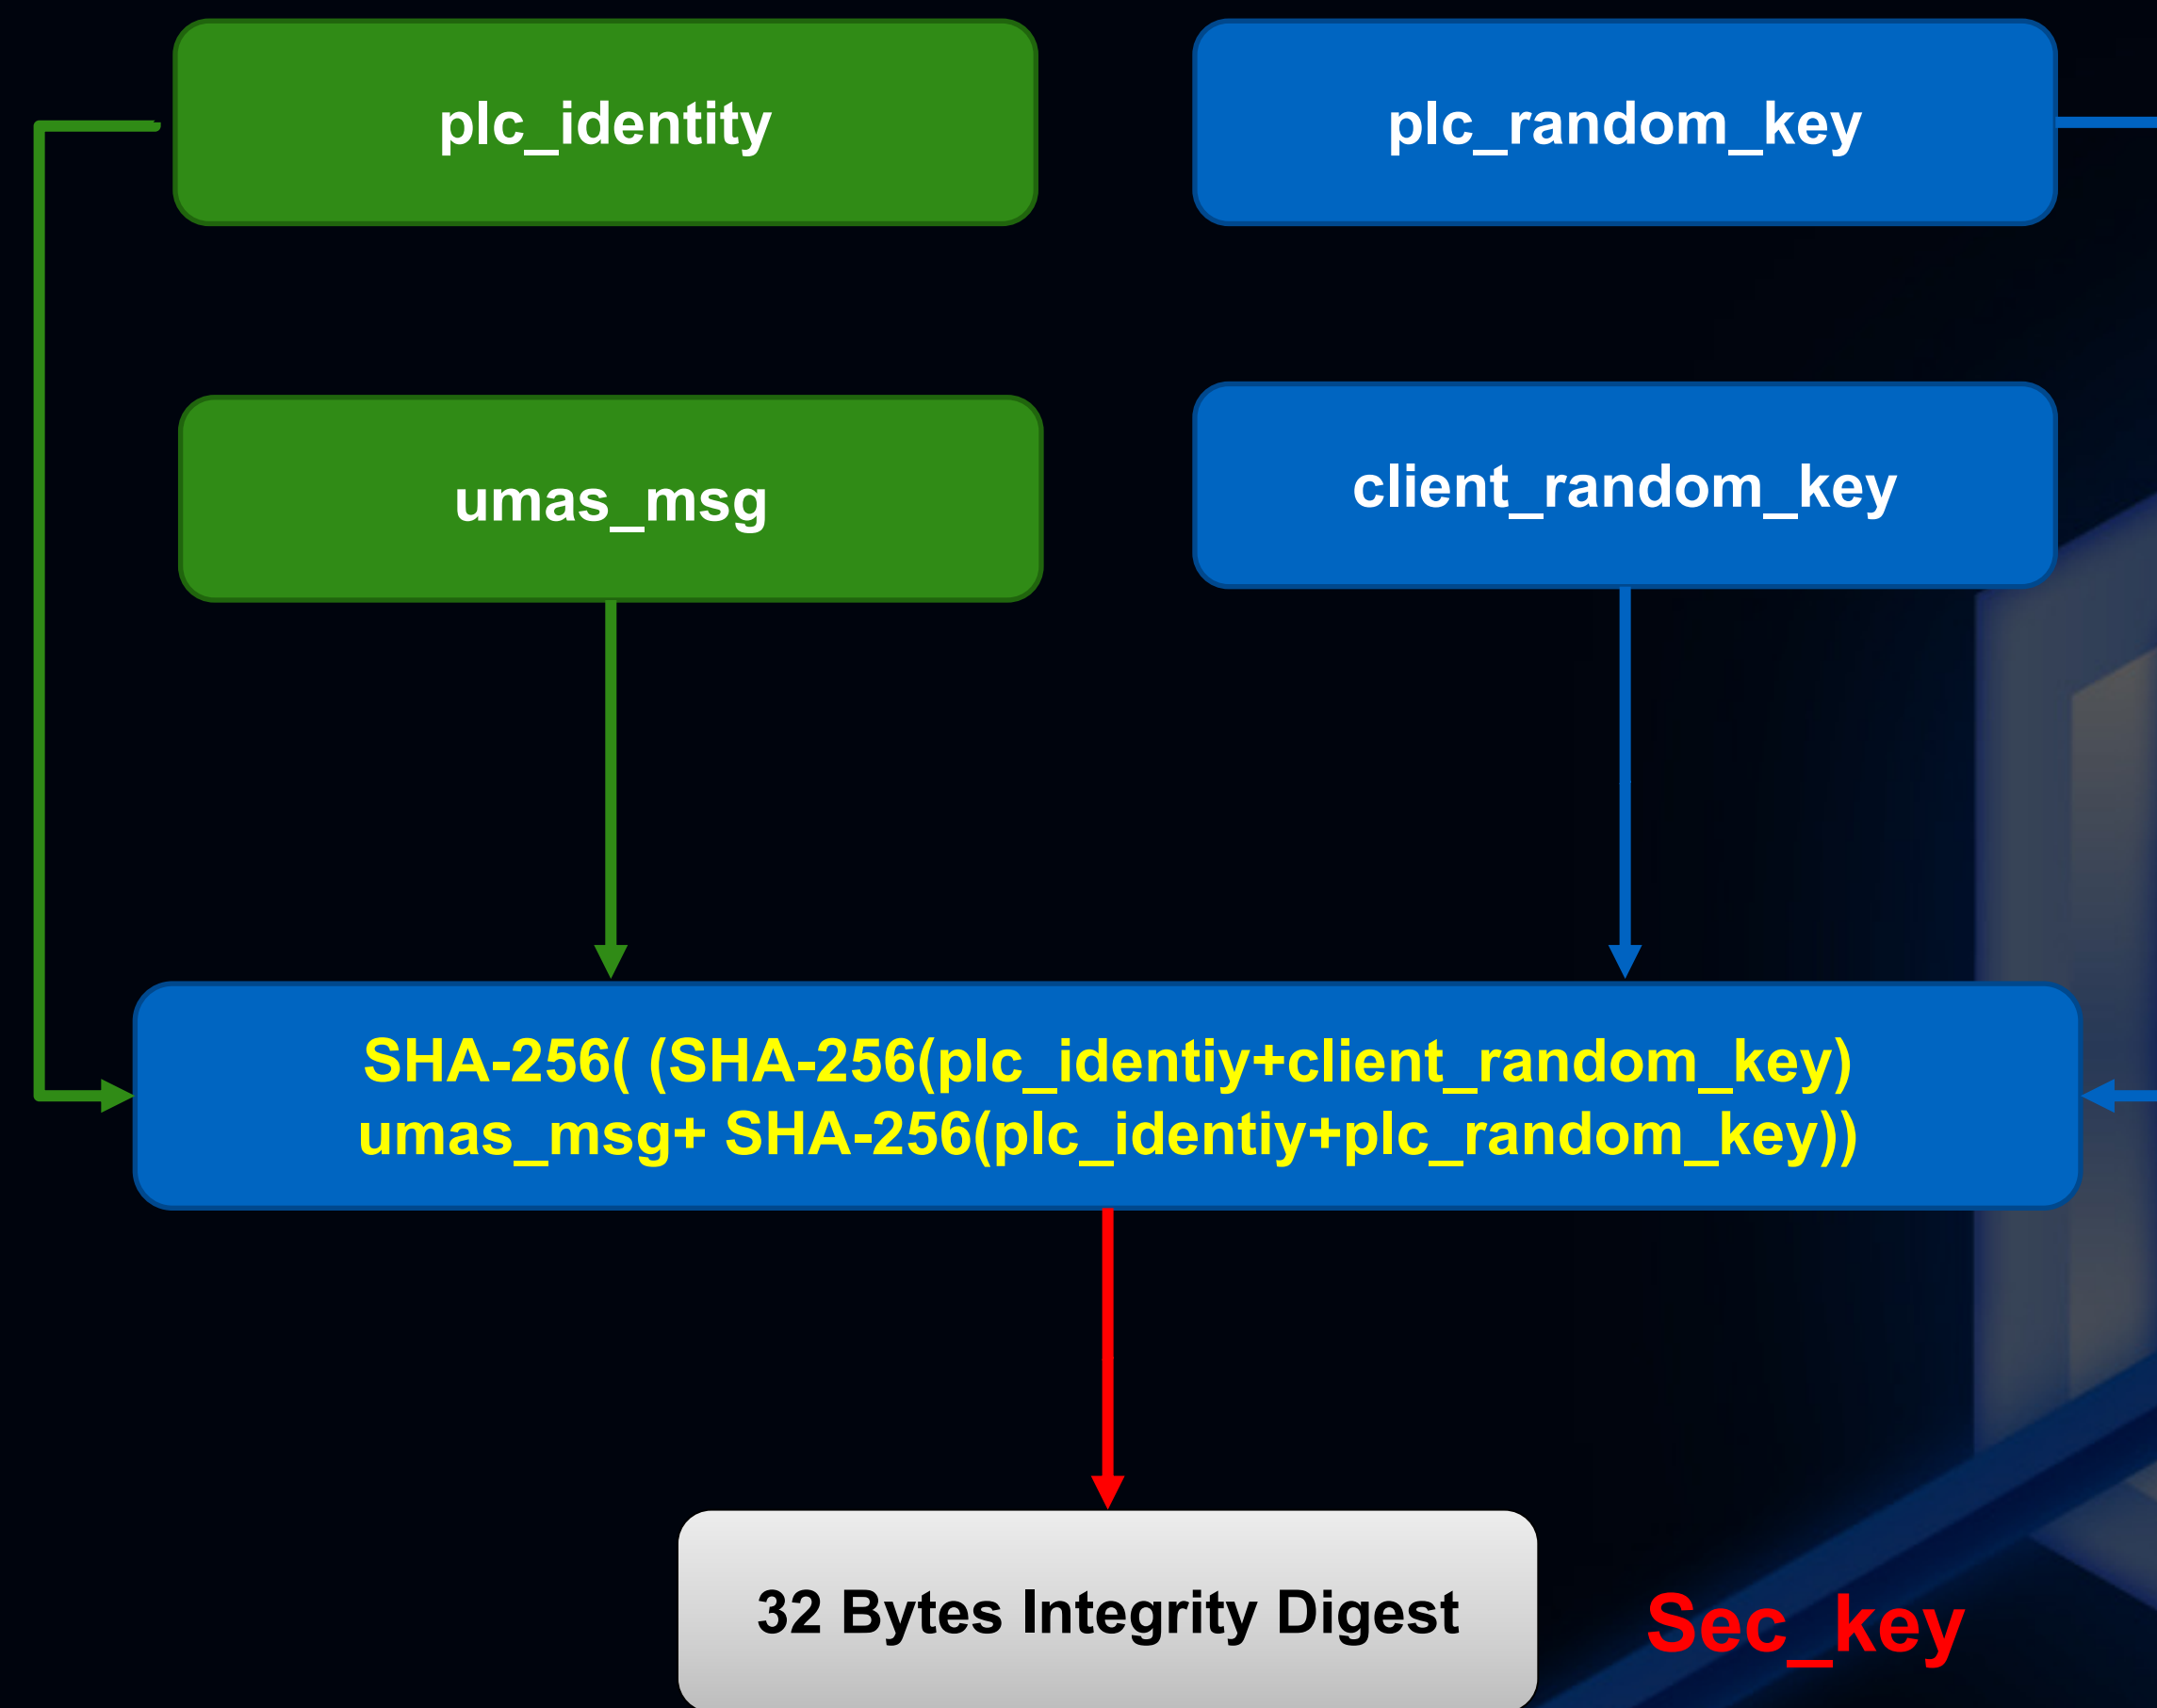 plc_identity
plc_random_key
umas_msg
client_random_key
SHA-256( (SHA-256(plc_identiy+client_random_key)
umas_msg+ SHA-256(plc_identiy+plc_random_key))
32 Bytes Integrity Digest
Sec_key